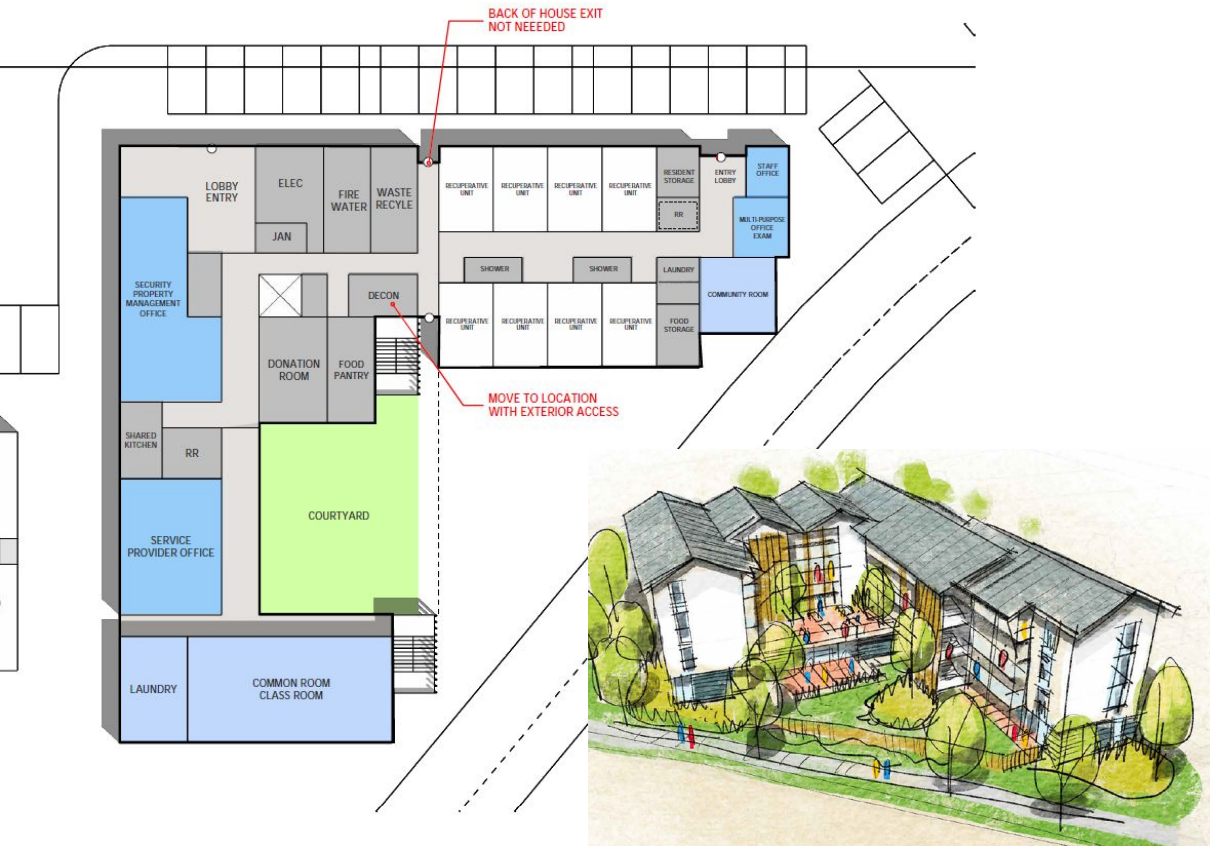 BACK OF HOUSE EXIT
NOT NEEEDED
LOBBY
ENTRY
ELEC
FIRE
WATER
WASTE
RECYLE
JAN
RECUPERATIVE
UNIT
RECUPERATIVE
UNIT
RECUPERATIVE
UNIT
RECUPERATIVE
UNIT
RESIDENT
STORAGE
RR
ENTRY
LOBBY
STAFF
OFFICE
MULTI-PURPOSE
OFFICE
EXAM
SECURITY
PROPERTY
MANAGEMENT
OFFICE
DECON
SHOWER
SHOWER
LAUNDRY
COMMUNITY ROOM
RECUPERATIVE
UNIT
RECUPERATIVE
UNIT
RECUPERATIVE
UNIT
RECUPERATIVE
UNIT
FOOD
STORAGE
DONATION
ROOM
FOOD
PANTRY
MOVE TO LOCATION
WITH EXTERIOR ACCESS
SHARED
KITCHEN
RR
COURTYARD
SERVICE
PROVIDER OFFICE
LAUNDRY
COMMON ROOM
CLASS ROOM